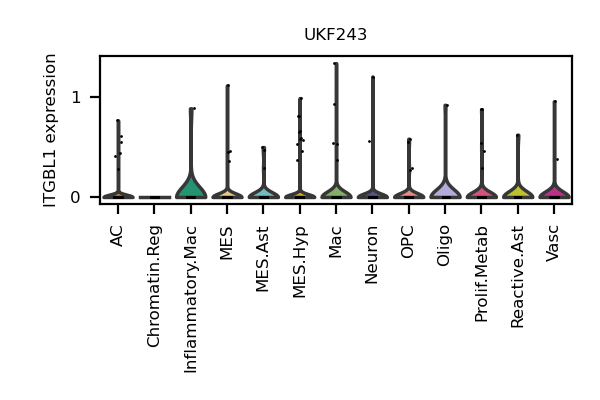 UKF243
ITGBL1 expression
1
0
AC
Chromatin.Reg
Inflammatory.Mac
MES
MES.Ast
MES.Hyp
Mac
Neuron
OPC
Oligo
Prolif.Metab
Reactive.Ast
Vasc